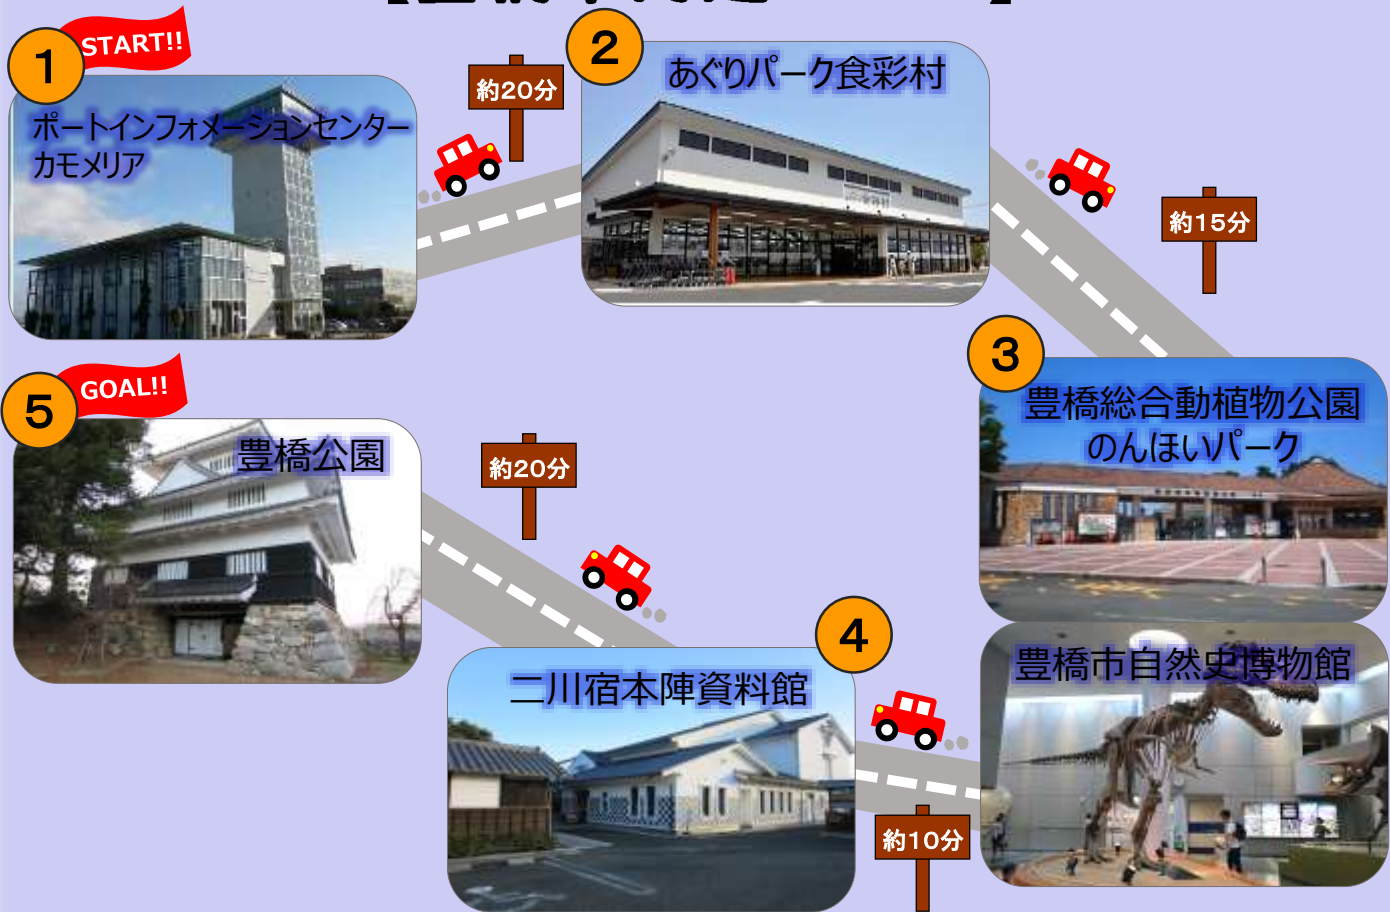 1
START!!
ポートインフォメーションセンター
カモメリア
約20分
2
あぐりパーク食彩村
約15分
3
豊橋総合動植物公園
のんほいパーク
豊橋市自然史博物館
約10分
4
二川宿本陣資料館
約20分
5
GOAL!!
豊橋公園